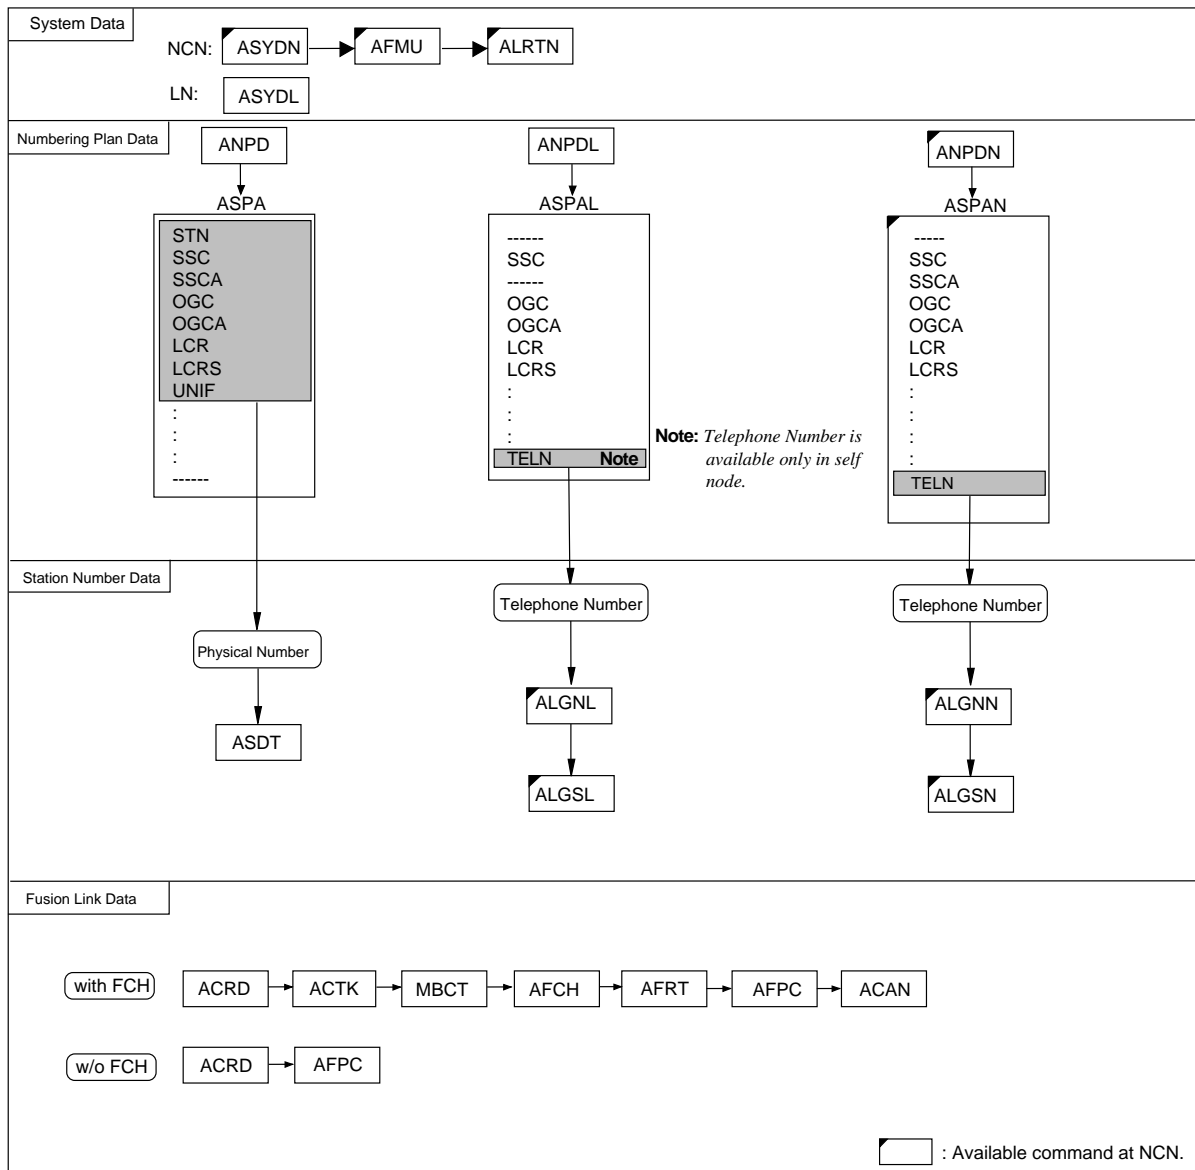 System Data
NCN: ASYDN AFMU ALRTN
LN: ASYDL
Numbering Plan Data
ANPD
ASPA
STN
SSC
SSCA
OGC
OGCA
LCR
LCRS
UNIF
:
:
:
:
------
ANPDL
ASPAL
------
SSC
------
OGC
OGCA
LCR
LCRS
:
:
:
TELN Note
Note: Telephone Number is
available only in self
node.
ANPDN
ASPAN
-----
SSC
SSCA
OGC
OGCA
LCR
LCRS
:
:
:
:
TELN
Station Number Data
Physical Number
ASDT
Telephone Number
ALGNL
ALGSL
Telephone Number
ALGNN
ALGSN
Fusion Link Data
with FCH ACRD ACTK MBCT AFCH AFRT AFPC ACAN
w/o FCH ACRD AFPC
: Available command at NCN.